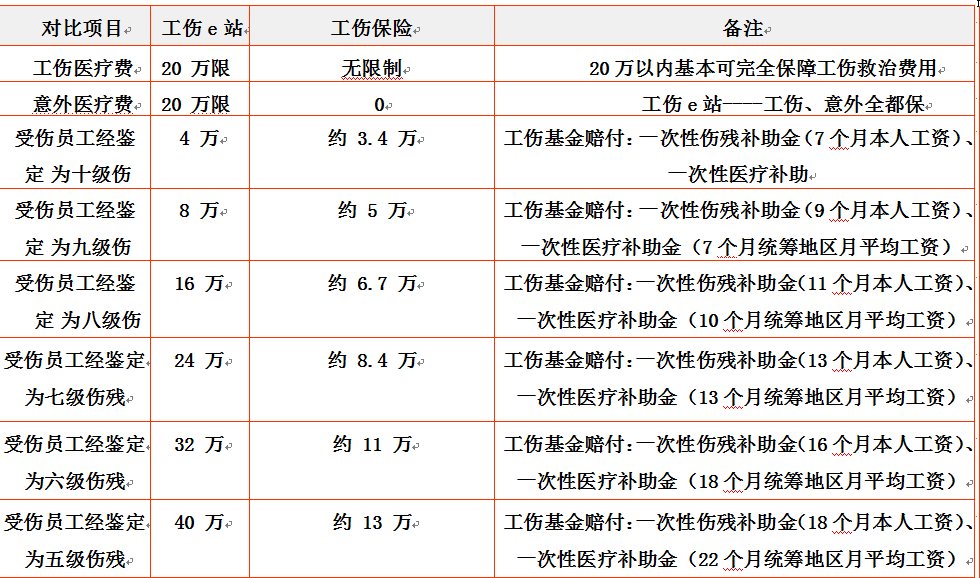 对比项目 工伤 e 站 工伤保险 备注
工伤医疗费 20 万限 无限制 20 万以内基本可完全保障工伤救治费用
意外医疗费 20 万限 0 工伤 e 站----工伤、意外全都保
受伤员工经鉴 4 万 约 3.4 万 工伤基金赔付：一次性伤残补助金（7 个月本人工资）、
定 为十级伤 一次性医疗补助
受伤员工经鉴 8 万 约 5 万 工伤基金赔付：一次性伤残补助金（9 个月本人工资）、
定 为九级伤 一次性医疗补助金（7 个月统筹地区月平均工资）
受伤员工经鉴 16 万 约 6.7 万 工伤基金赔付：一次性伤残补助金（11 个月本人工资）、
定 为八级伤 一次性医疗补助金（10 个月统筹地区月平均工资）
受伤员工经鉴定 24 万 约 8.4 万 工伤基金赔付：一次性伤残补助金（13 个月本人工资）、
为七级伤残 一次性医疗补助金（13 个月统筹地区月平均工资）
受伤员工经鉴定 32 万 约 11 万 工伤基金赔付：一次性伤残补助金（16 个月本人工资）、
为六级伤残 一次性医疗补助金（18 个月统筹地区月平均工资）
受伤员工经鉴定 40 万 约 13 万 工伤基金赔付：一次性伤残补助金（18 个月本人工资）、
为五级伤残 一次性医疗补助金（22 个月统筹地区月平均工资）